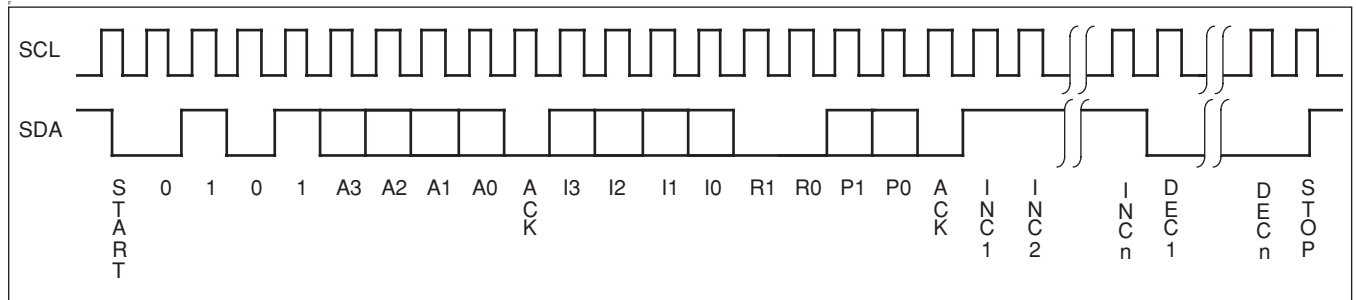 SCL
SDA
START 0 1 0 1 A3 A2 A1 A0 ACK I3 I2 I1 I0 R1 R0 P1 P0 ACK INC1 INC2 INCn DEC1 DECn STOP